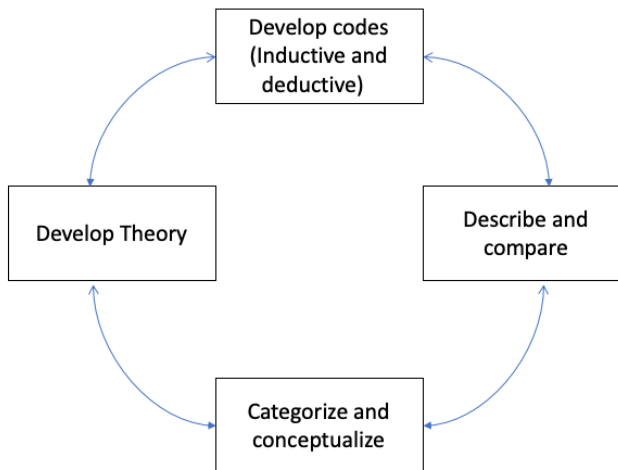 Develop codes
(Inductive and
deductive)
Develop Theory
Describe and
compare
Categorize and
conceptualize